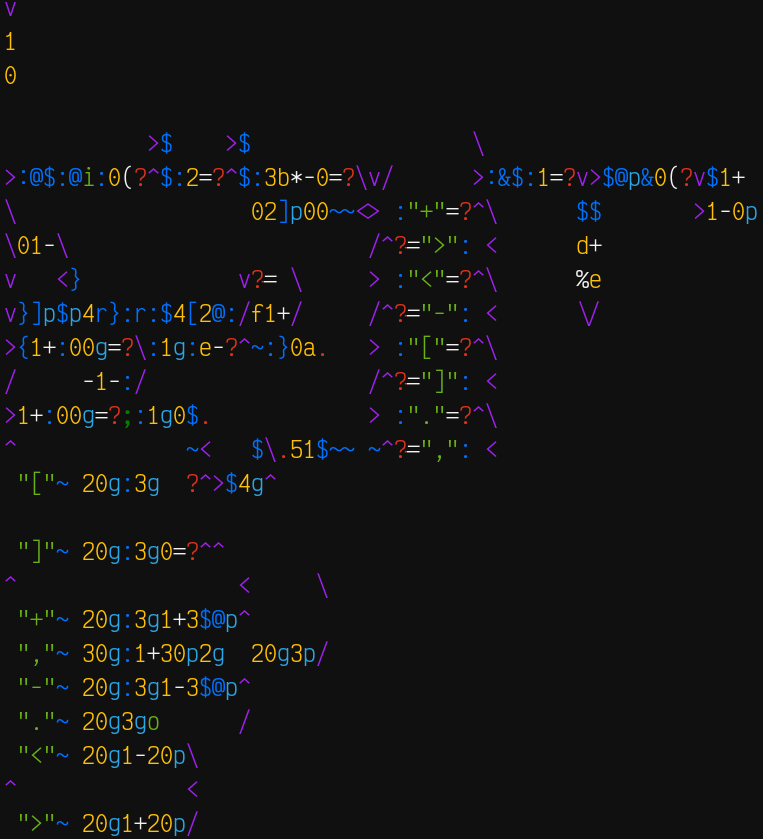 v
1
0
           >$    >$                 \
>:@$:@i:0(?^$:2=?^$:3b*-0=?\v/      >:&$:1=?v>$@p&0(?v$1+
\                  02]p00~~<> :"+"=?^\      $$       >1-0p
\01-\                       /^?=">": <      d+
v   <}            v?= \     > :"<"=?^\      %e
v}]p$p4r}:r:$4[2@:/f1+/     /^?="-": <      \/
>{1+:00g=?\:1g:e-?^~:}0a.   > :"["=?^\
/     -1-:/                 /^?="]": <
>1+:00g=?;:1g0$.            > :"."=?^\
^             ~<   $\.51$~~ ~^?=",": <
 "["~ 20g:3g  ?^>$4g^
 "]"~ 20g:3g0=?^^
^                 <     \
 "+"~ 20g:3g1+3$@p^
 ","~ 30g:1+30p2g  20g3p/
 "-"~ 20g:3g1-3$@p^
 "."~ 20g3go      /
 "<"~ 20g1-20p\
^             <
 ">"~ 20g1+20p/